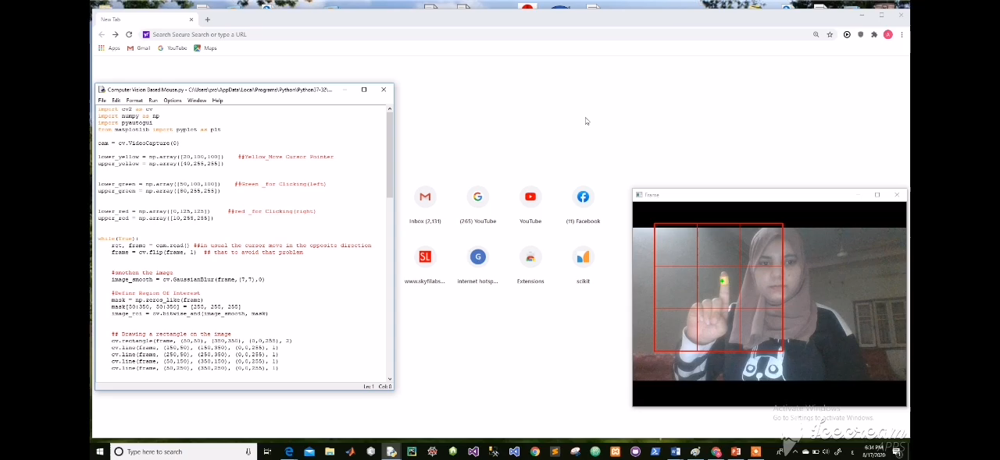 New Tab
Search Secure Search or type a URL
A
Apps
Gmail
YouTube
Maps
Computer Vision Based Mouse.py - C:\Users\pro\AppData\Local\Programs\Python\Python37-32\,...
File Edit Format Run Options Window Help
import cv2 as cv
import numpy as np
import pyautogui
from matplotlib import pyplot as plt
cam = cv.VideoCapture(0)
lower_yellow = np.array([20,100,100]) ##Yellow_Move Cursor Pointer
upper_yellow = np.array([40,255,255])
lower_green = np.array([50,100,100]) ##Green _for Clicking(left)
upper_green = np.array([80,255,255])
lower_red = np.array([0,125,125]) ##red _for Clicking(right)
upper_red = np.array([10,255,255])
while(True):
ret, frame = cam.read() ##in usual the cursor move in the opposite direction
frame = cv.flip(frame, 1) ## that to avoid that problem
#smothen the image
image_smooth = cv.GaussianBlur(frame,(7,7),0)
#Definr Region Of Interest
mask = np.zeros_like(frame)
mask[50:350, 50:350] = [255, 255, 255]
image_roi = cv.bitwise_and(image_smooth, mask)
## Drawing a rectangle on the image
cv.rectangle(frame, (50,50), (350,350), (0,0,255), 2)
cv.line(frame, (150,50), (150,350), (0,0,255), 1)
cv.line(frame, (250,50), (250,350), (0,0,255), 1)
cv.line(frame, (50,150), (350,150), (0,0,255), 1)
cv.line(frame, (50,250), (350,250), (0,0,255), 1)
Ln: 1 Col: 0
Inbox (2,131)
(265) YouTube
YouTube
(11) Facebook
SL
G
www.skyfilabs...
internet hotsp...
Extensions
scikit
Frame
Activate Windows
Go to Settings to activate Windows.
Icecream
APPS
Type here to search
6:34 PM
8/17/2020